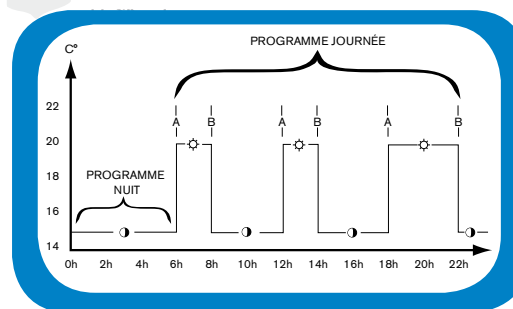 PROGRAMME JOURNÉE
C°
22
A B A B A B
20
PROGRAMME
NUIT
18
16
14
0h 2h 4h 6h 8h 10h 12h 14h 16h 18h 20h 22h